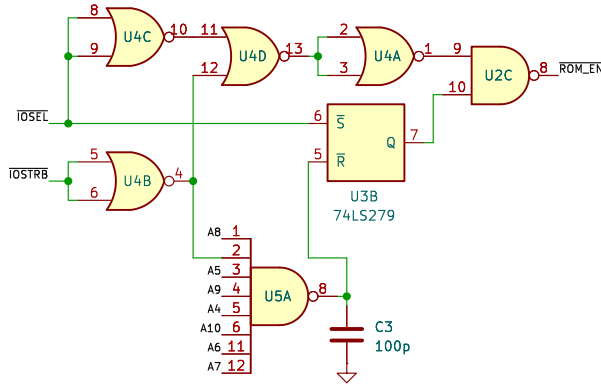 8
U4C
10
11
9
U4D
13
2
U4A
1
9
12
3
U2C
8
ROM_EN
10
IOSEL
6
S
Q
7
5
R
IOSTRB
5
U4B
4
6
U3B
74LS279
A8 1
2
A5 3
A9 4
U5A
8
A4 5
A10 6
A6 11
A7 12
C3
100p